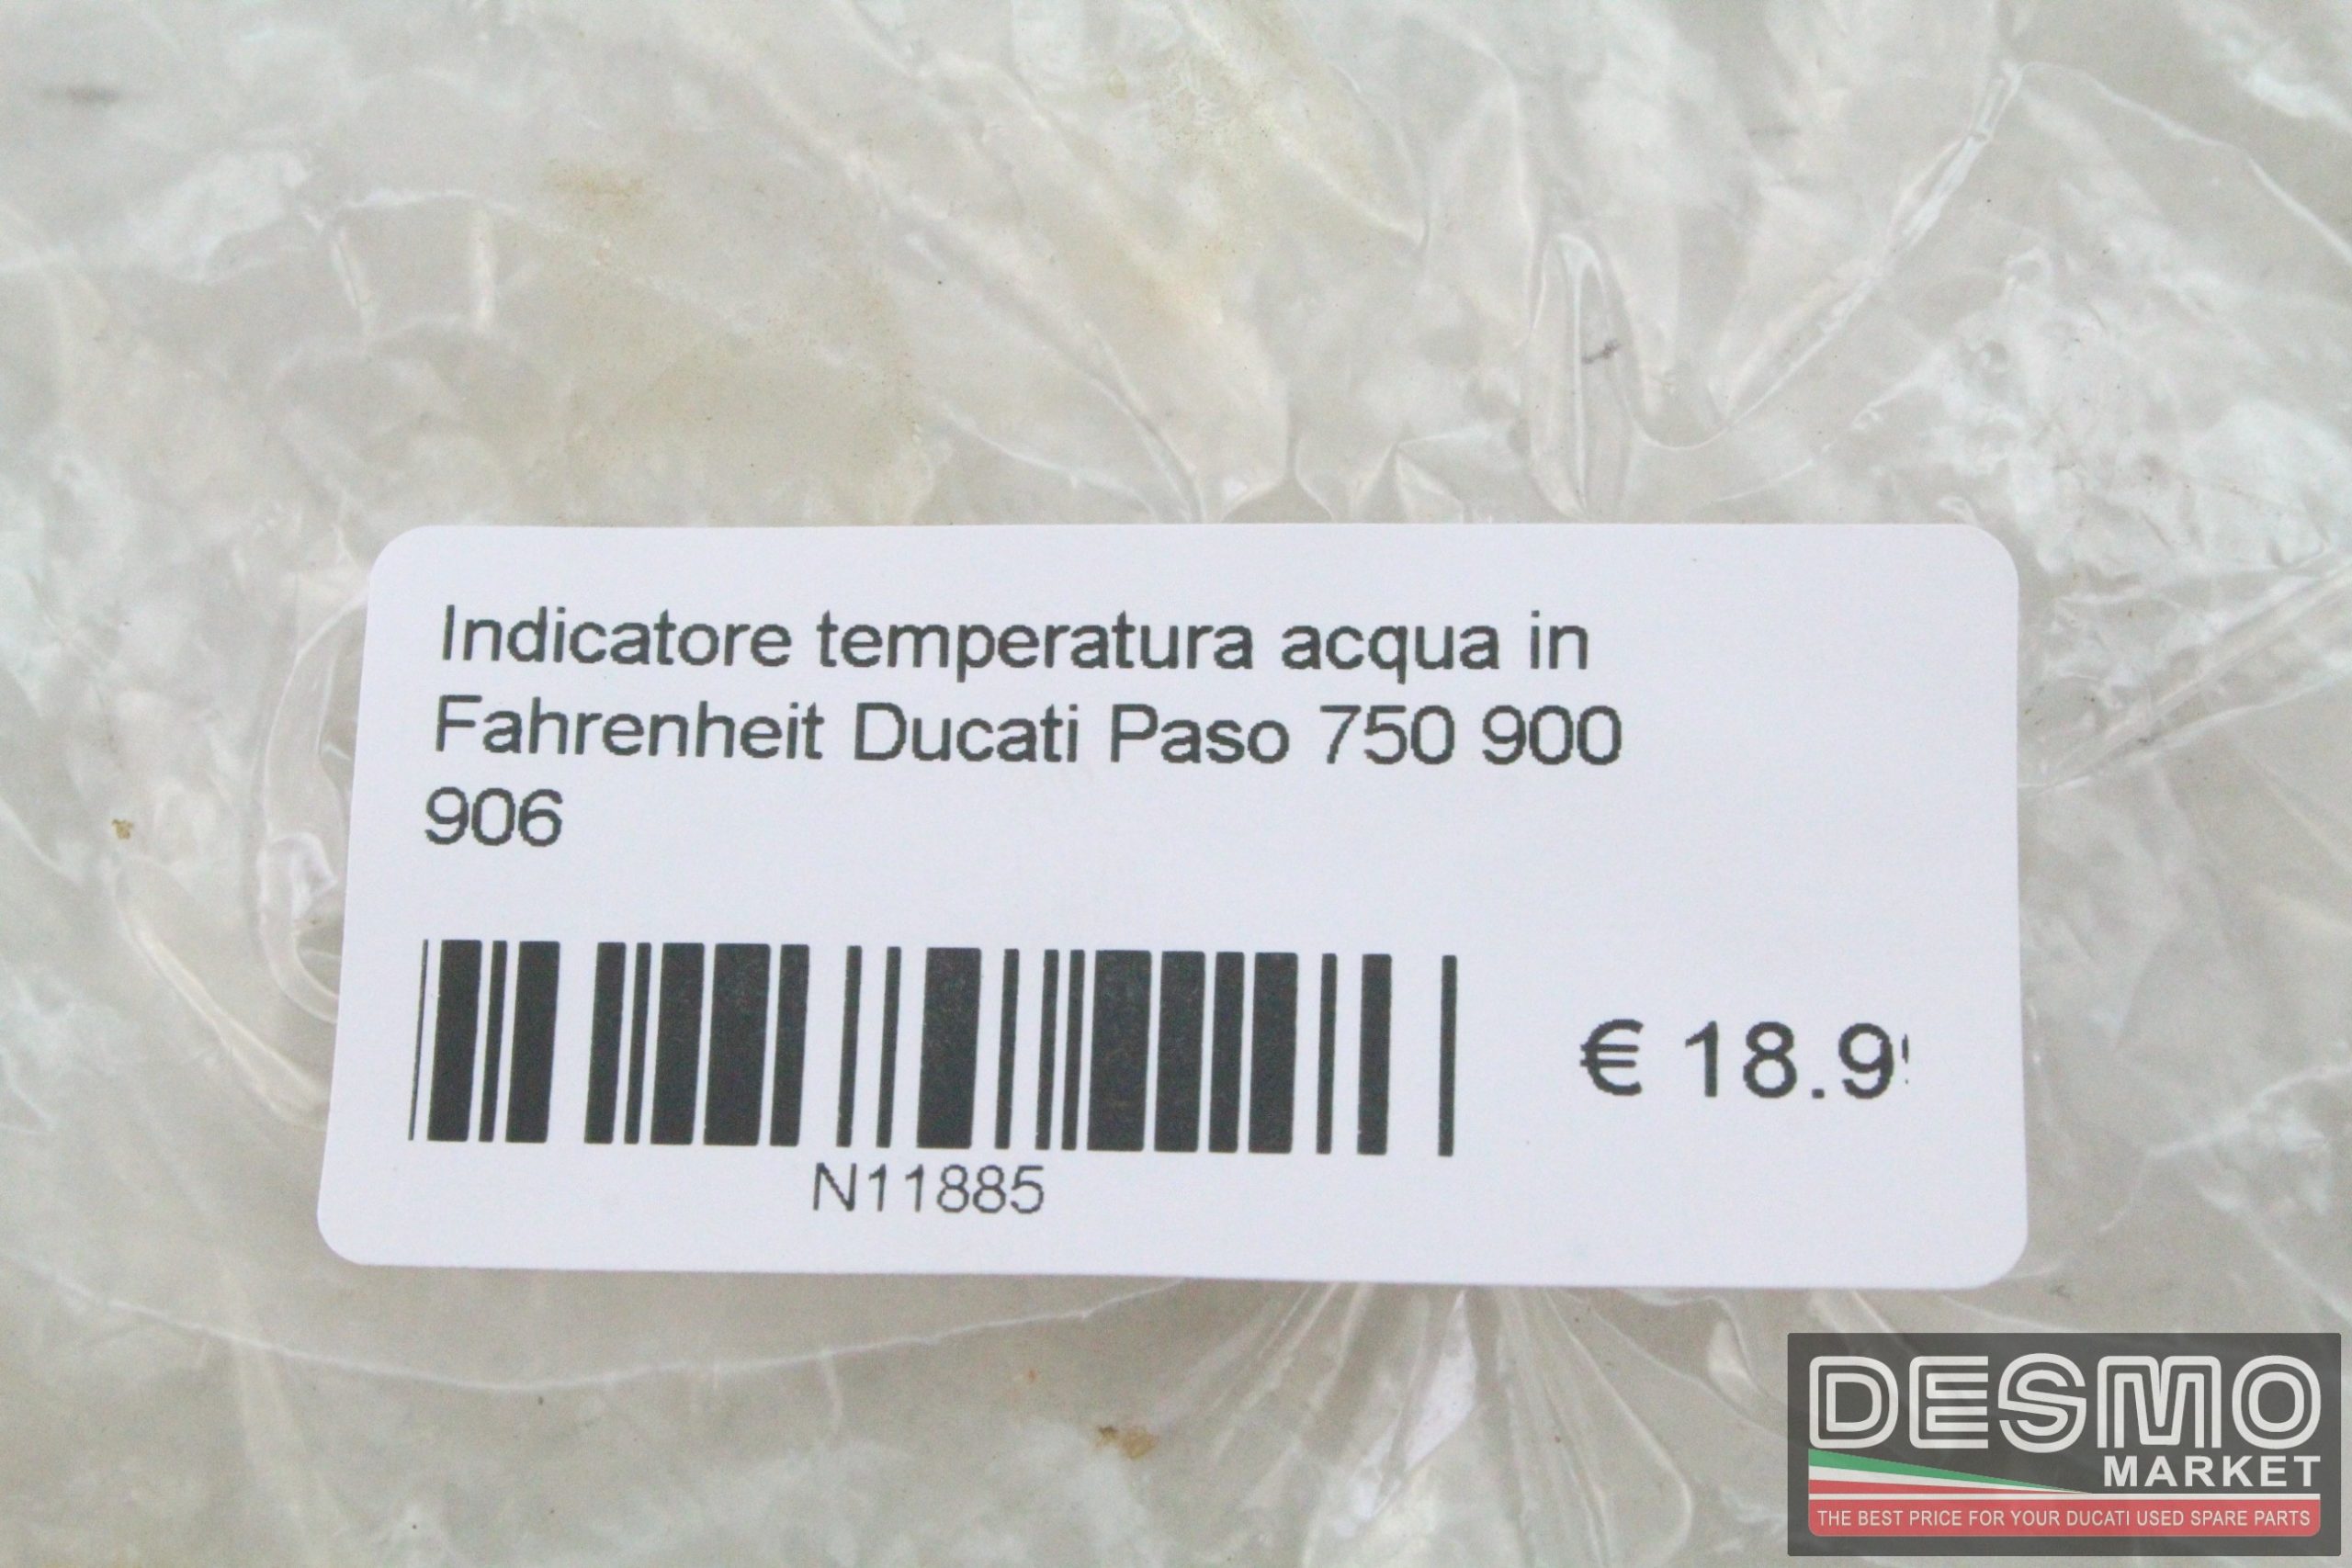 Indicatore temperatura acqua in
Fahrenheit Ducati Paso 750 900
906
€ 18.9
N11885
DESMO
MARKET
THE BEST PRICE FOR YOUR DUCATI USED SPARE PARTS